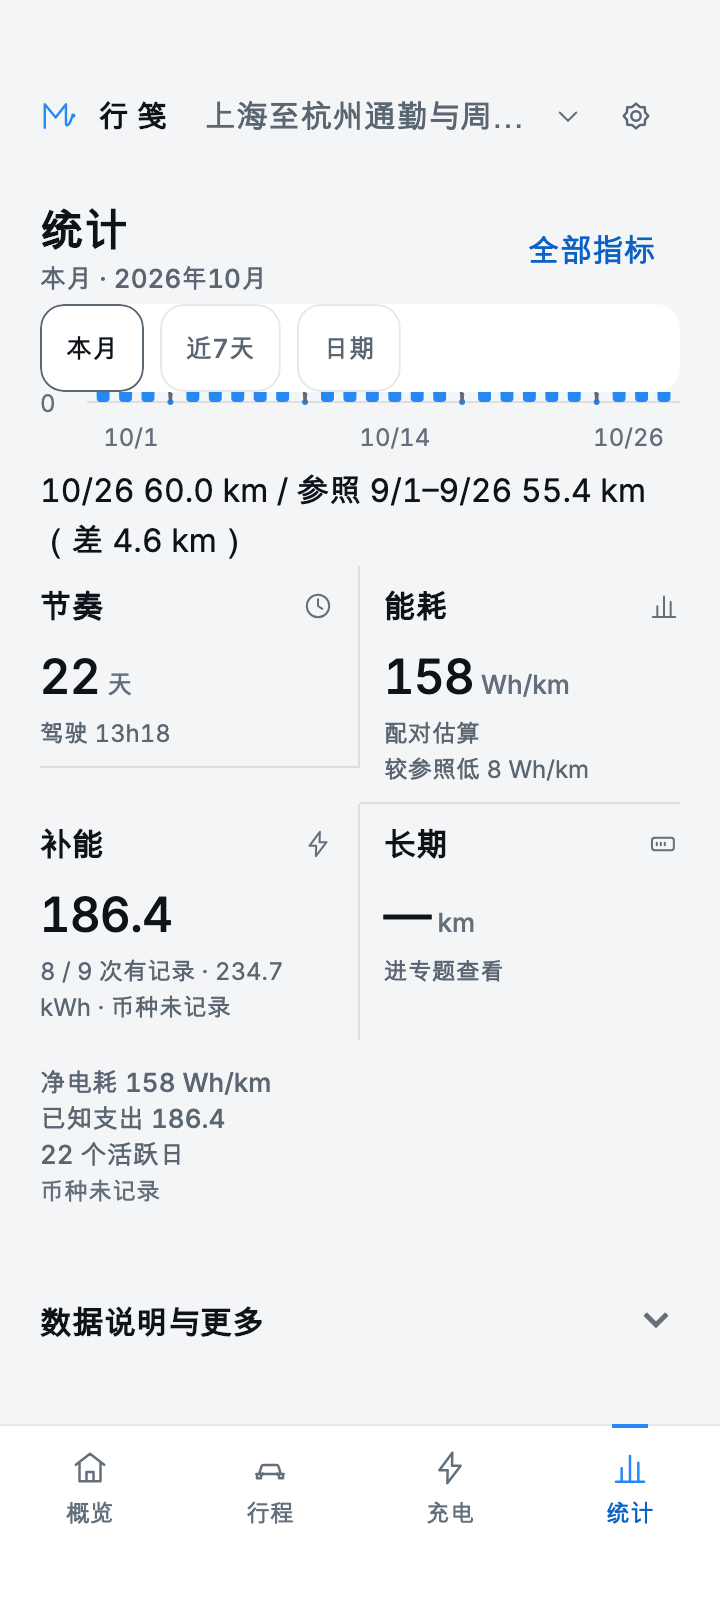 行笺 上海至杭州通勤与周…
统计
全部指标
本月 · 2026年10月
本月 近7天 日期
0
10/1 10/14 10/26
10/26 60.0 km / 参照 9/1–9/26 55.4 km
（差 4.6 km）
节奏
22 天
驾驶 13h18
能耗
158 Wh/km
配对估算
较参照低 8 Wh/km
补能
186.4
8 / 9 次有记录 · 234.7
kWh · 币种未记录
长期
— km
进专题查看
净电耗 158 Wh/km
已知支出 186.4
22 个活跃日
币种未记录
数据说明与更多
概览 行程 充电 统计